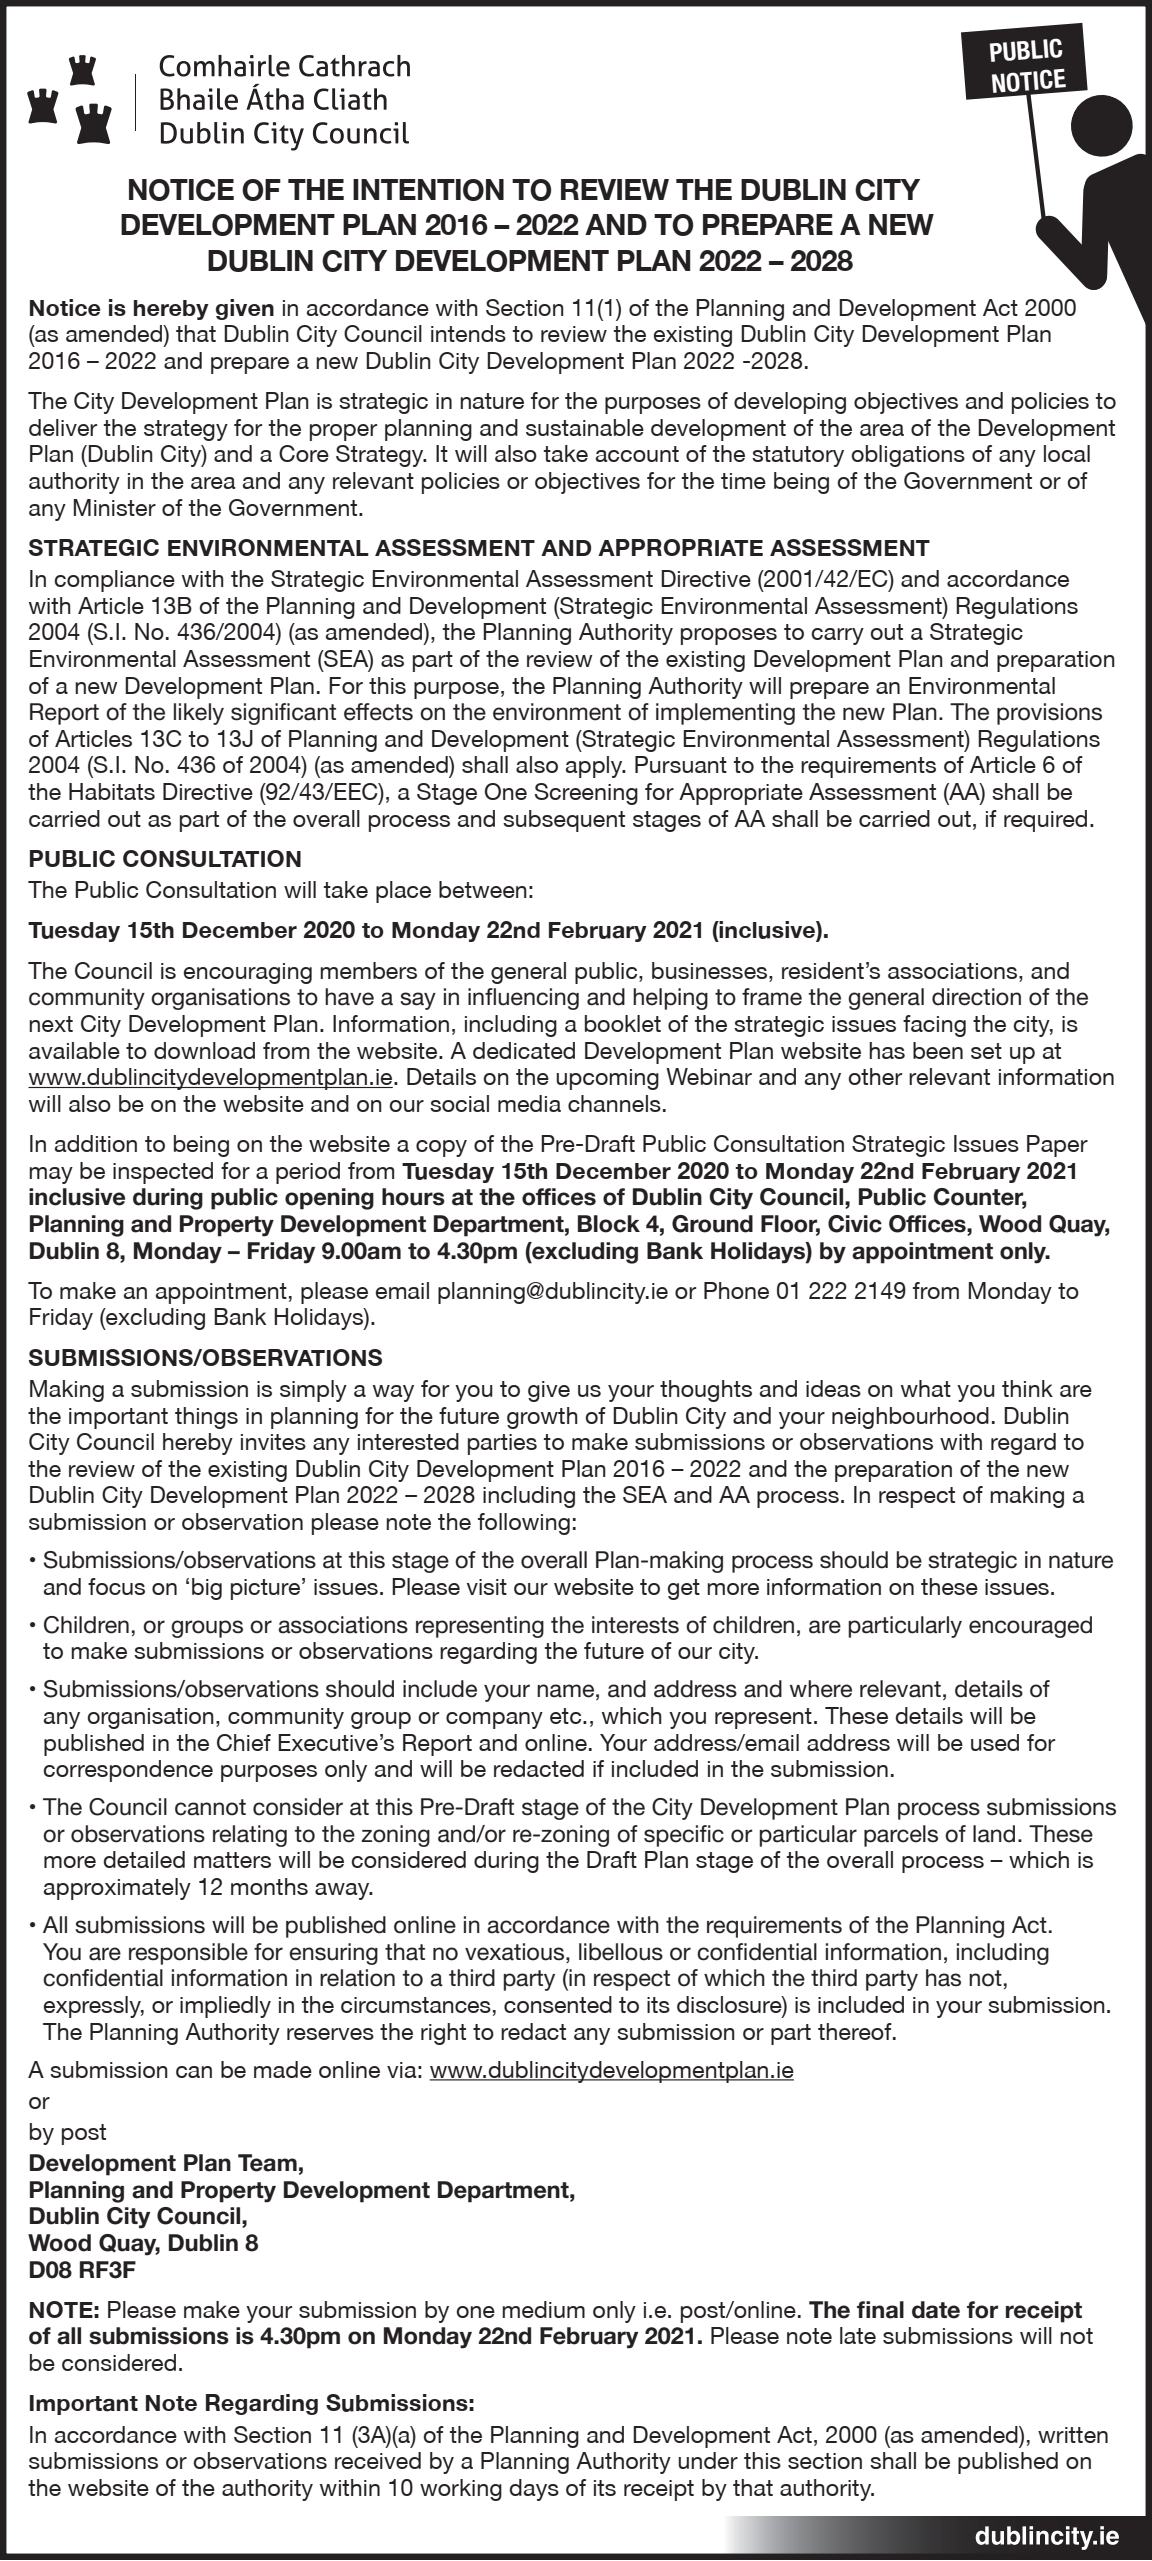 Comhairle Cathrach
Bhaile Átha Cliath
Dublin City Council
PUBLIC
NOTICE
NOTICE OF THE INTENTION TO REVIEW THE DUBLIN CITY
DEVELOPMENT PLAN 2016 – 2022 AND TO PREPARE A NEW
DUBLIN CITY DEVELOPMENT PLAN 2022 – 2028
Notice is hereby given in accordance with Section 11(1) of the Planning and Development Act 2000
(as amended) that Dublin City Council intends to review the existing Dublin City Development Plan
2016 – 2022 and prepare a new Dublin City Development Plan 2022 -2028.
The City Development Plan is strategic in nature for the purposes of developing objectives and policies to
deliver the strategy for the proper planning and sustainable development of the area of the Development
Plan (Dublin City) and a Core Strategy. It will also take account of the statutory obligations of any local
authority in the area and any relevant policies or objectives for the time being of the Government or of
any Minister of the Government.
STRATEGIC ENVIRONMENTAL ASSESSMENT AND APPROPRIATE ASSESSMENT
In compliance with the Strategic Environmental Assessment Directive (2001/42/EC) and accordance
with Article 13B of the Planning and Development (Strategic Environmental Assessment) Regulations
2004 (S.I. No. 436/2004) (as amended), the Planning Authority proposes to carry out a Strategic
Environmental Assessment (SEA) as part of the review of the existing Development Plan and preparation
of a new Development Plan. For this purpose, the Planning Authority will prepare an Environmental
Report of the likely significant effects on the environment of implementing the new Plan. The provisions
of Articles 13C to 13J of Planning and Development (Strategic Environmental Assessment) Regulations
2004 (S.I. No. 436 of 2004) (as amended) shall also apply. Pursuant to the requirements of Article 6 of
the Habitats Directive (92/43/EEC), a Stage One Screening for Appropriate Assessment (AA) shall be
carried out as part of the overall process and subsequent stages of AA shall be carried out, if required.
PUBLIC CONSULTATION
The Public Consultation will take place between:
Tuesday 15th December 2020 to Monday 22nd February 2021 (inclusive).
The Council is encouraging members of the general public, businesses, resident’s associations, and
community organisations to have a say in influencing and helping to frame the general direction of the
next City Development Plan. Information, including a booklet of the strategic issues facing the city, is
available to download from the website. A dedicated Development Plan website has been set up at
www.dublincitydevelopmentplan.ie. Details on the upcoming Webinar and any other relevant information
will also be on the website and on our social media channels.
In addition to being on the website a copy of the Pre-Draft Public Consultation Strategic Issues Paper
may be inspected for a period from Tuesday 15th December 2020 to Monday 22nd February 2021
inclusive during public opening hours at the offices of Dublin City Council, Public Counter,
Planning and Property Development Department, Block 4, Ground Floor, Civic Offices, Wood Quay,
Dublin 8, Monday – Friday 9.00am to 4.30pm (excluding Bank Holidays) by appointment only.
To make an appointment, please email planning@dublincity.ie or Phone 01 222 2149 from Monday to
Friday (excluding Bank Holidays).
SUBMISSIONS/OBSERVATIONS
Making a submission is simply a way for you to give us your thoughts and ideas on what you think are
the important things in planning for the future growth of Dublin City and your neighbourhood. Dublin
City Council hereby invites any interested parties to make submissions or observations with regard to
the review of the existing Dublin City Development Plan 2016 – 2022 and the preparation of the new
Dublin City Development Plan 2022 – 2028 including the SEA and AA process. In respect of making a
submission or observation please note the following:
• Submissions/observations at this stage of the overall Plan-making process should be strategic in nature
and focus on ‘big picture’ issues. Please visit our website to get more information on these issues.
• Children, or groups or associations representing the interests of children, are particularly encouraged
to make submissions or observations regarding the future of our city.
• Submissions/observations should include your name, and address and where relevant, details of
any organisation, community group or company etc., which you represent. These details will be
published in the Chief Executive’s Report and online. Your address/email address will be used for
correspondence purposes only and will be redacted if included in the submission.
• The Council cannot consider at this Pre-Draft stage of the City Development Plan process submissions
or observations relating to the zoning and/or re-zoning of specific or particular parcels of land. These
more detailed matters will be considered during the Draft Plan stage of the overall process – which is
approximately 12 months away.
• All submissions will be published online in accordance with the requirements of the Planning Act.
You are responsible for ensuring that no vexatious, libellous or confidential information, including
confidential information in relation to a third party (in respect of which the third party has not,
expressly, or impliedly in the circumstances, consented to its disclosure) is included in your submission.
The Planning Authority reserves the right to redact any submission or part thereof.
A submission can be made online via: www.dublincitydevelopmentplan.ie
or
by post
Development Plan Team,
Planning and Property Development Department,
Dublin City Council,
Wood Quay, Dublin 8
D08 RF3F
NOTE: Please make your submission by one medium only i.e. post/online. The final date for receipt
of all submissions is 4.30pm on Monday 22nd February 2021. Please note late submissions will not
be considered.
Important Note Regarding Submissions:
In accordance with Section 11 (3A)(a) of the Planning and Development Act, 2000 (as amended), written
submissions or observations received by a Planning Authority under this section shall be published on
the website of the authority within 10 working days of its receipt by that authority.
dublincity.ie